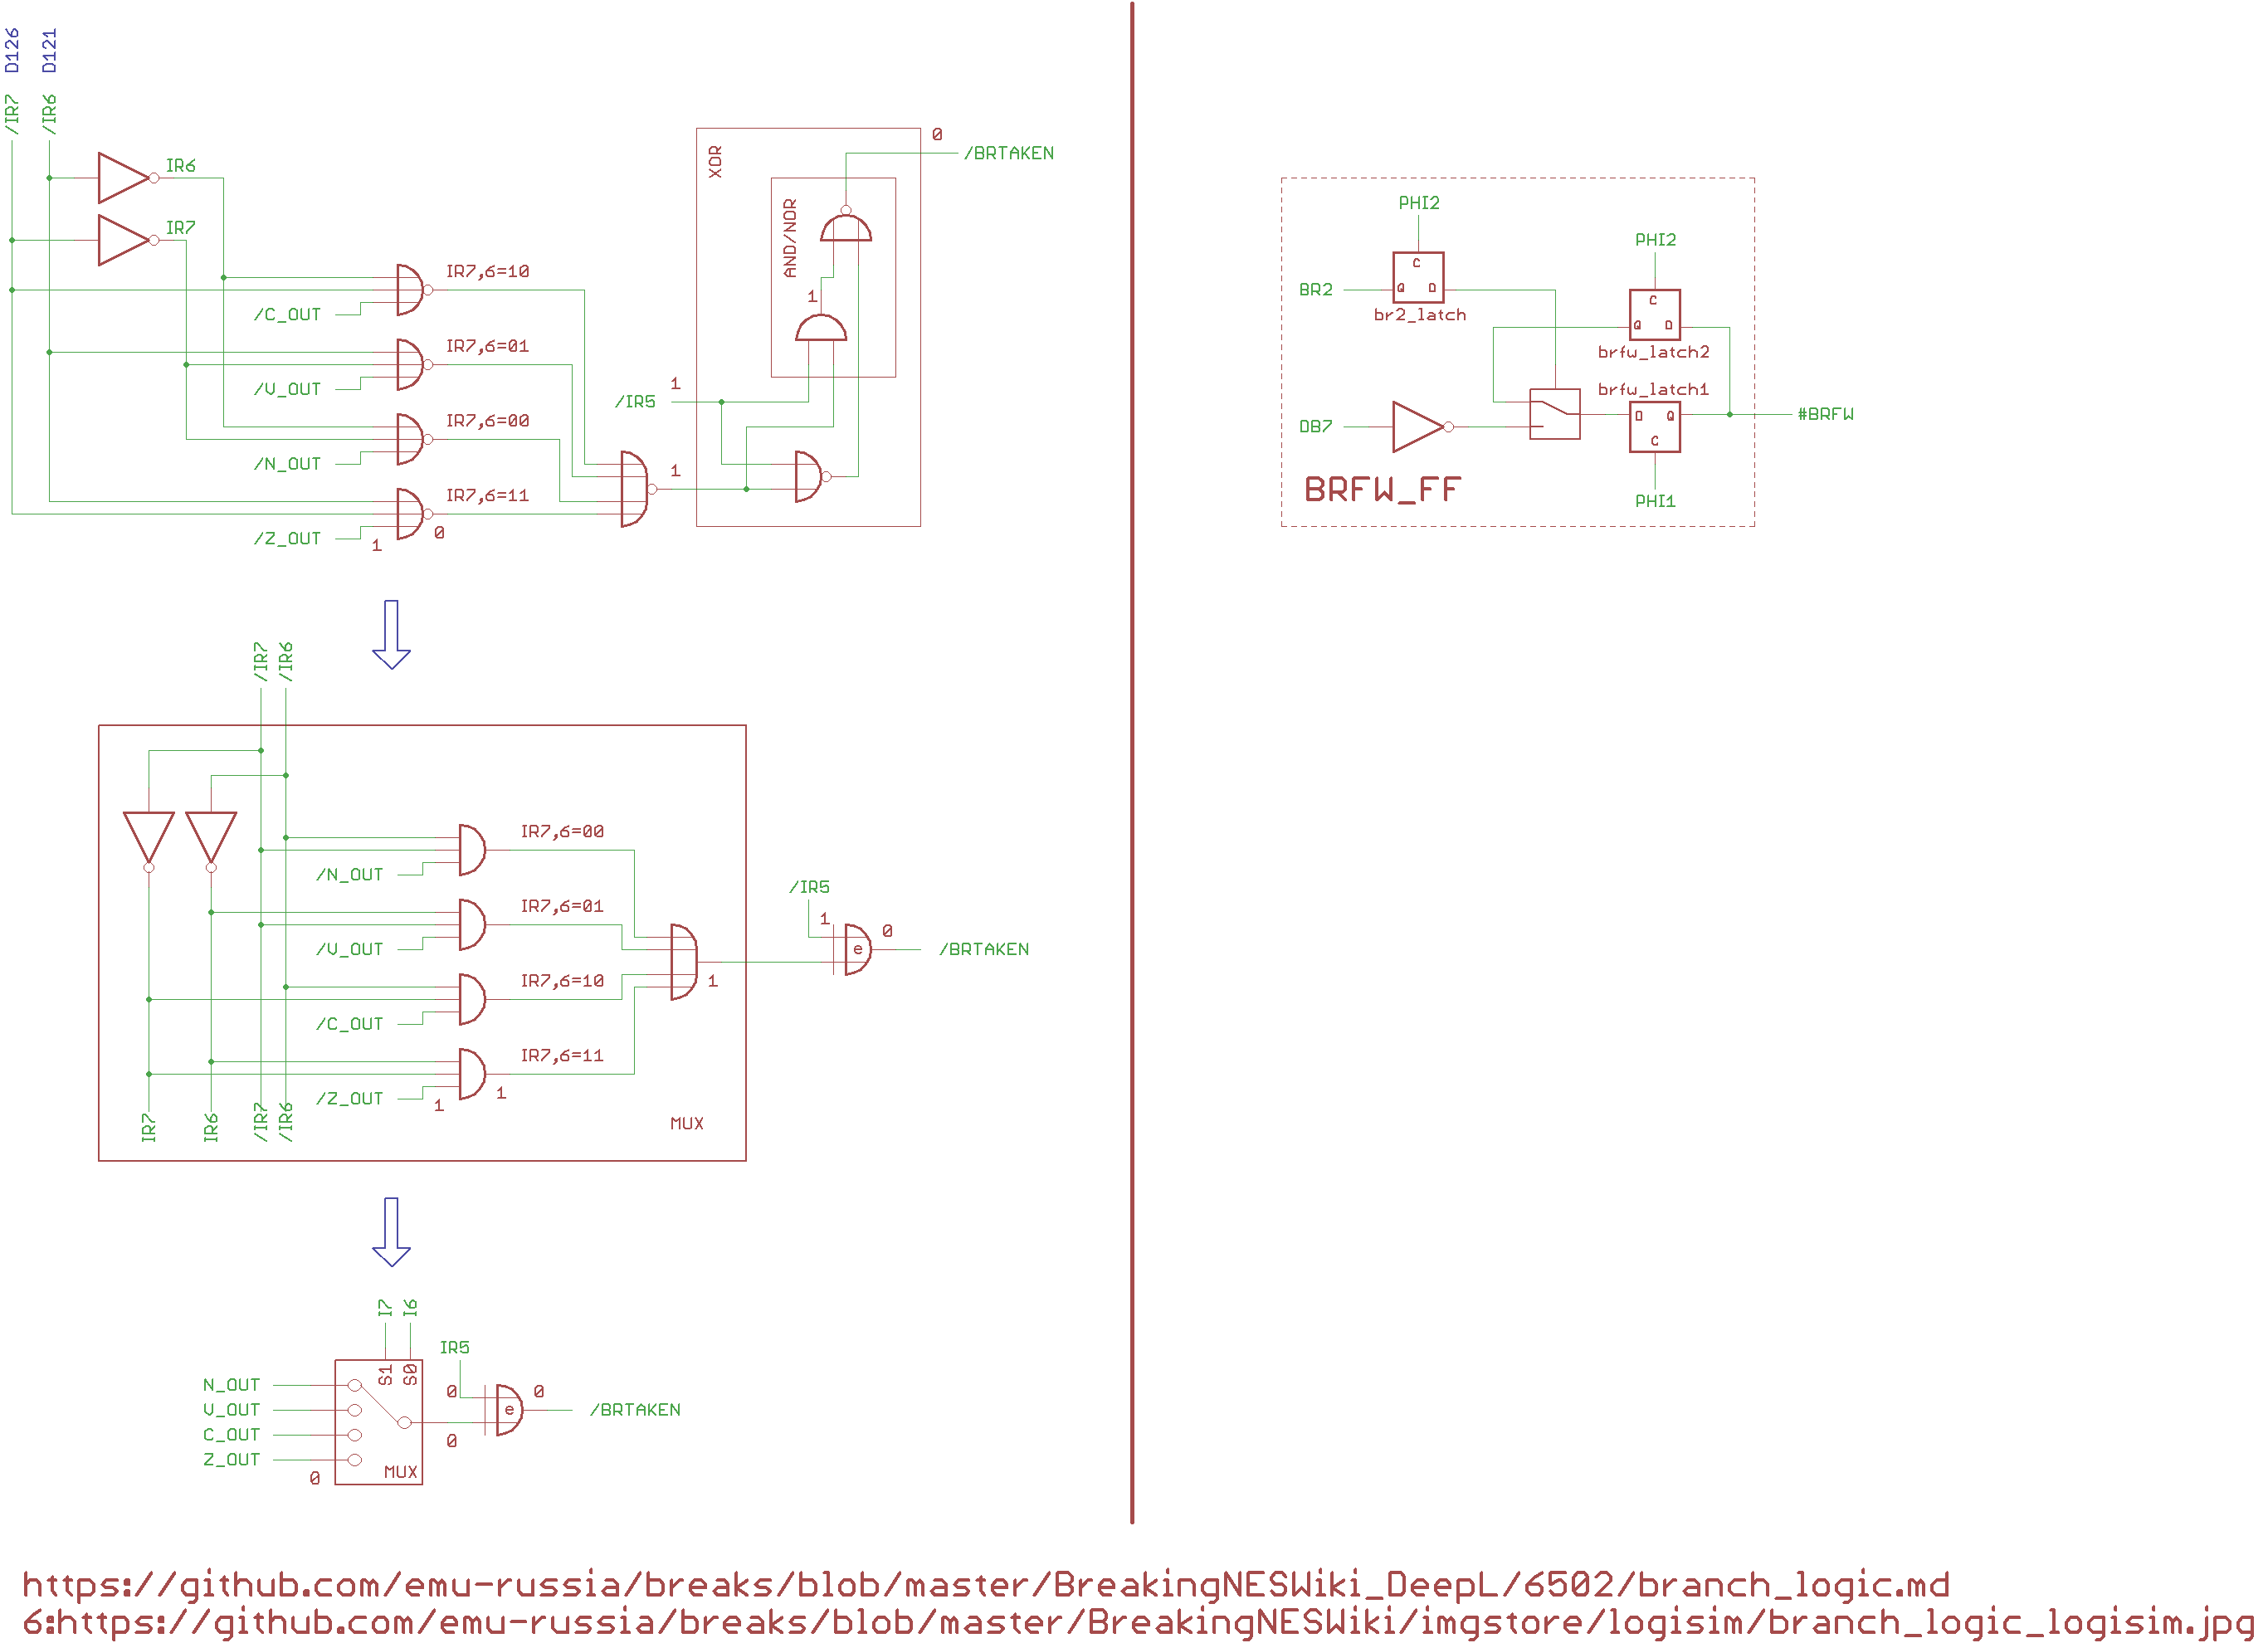 D126
D121
/IR7
/IR6
IR6
IR7
IR7,6=10
/C_OUT
IR7,6=01
/V_OUT
IR7,6=00
/N_OUT
IR7,6=11
/Z_OUT
1
0
XOR
AND/NOR
0
/BRTAKEN
1
1
/IR5
1
PHI2
PHI2
C
Q D
BR2
br2_latch
C
Q D
brfw_latch2
brfw_latch1
D Q
C
DB7
#BRFW
BRFW_FF
PHI1
/IR7
/IR6
IR7,6=00
/N_OUT
IR7,6=01
/V_OUT
IR7,6=10
/C_OUT
IR7,6=11
/Z_OUT
1
1
1
IR7
IR6
/IR7
/IR6
MUX
/IR5
1
e
0
/BRTAKEN
I7
I6
IR5
S1
S0
N_OUT
V_OUT
C_OUT
Z_OUT
0
MUX
0
0
e
0
/BRTAKEN
https://github.com/emu-russia/breaks/blob/master/BreakingNESWiki_DeepL/6502/branch_logic.md
6:https://github.com/emu-russia/breaks/blob/master/BreakingNESWiki/imgstore/logisim/branch_logic_logisim.jpg